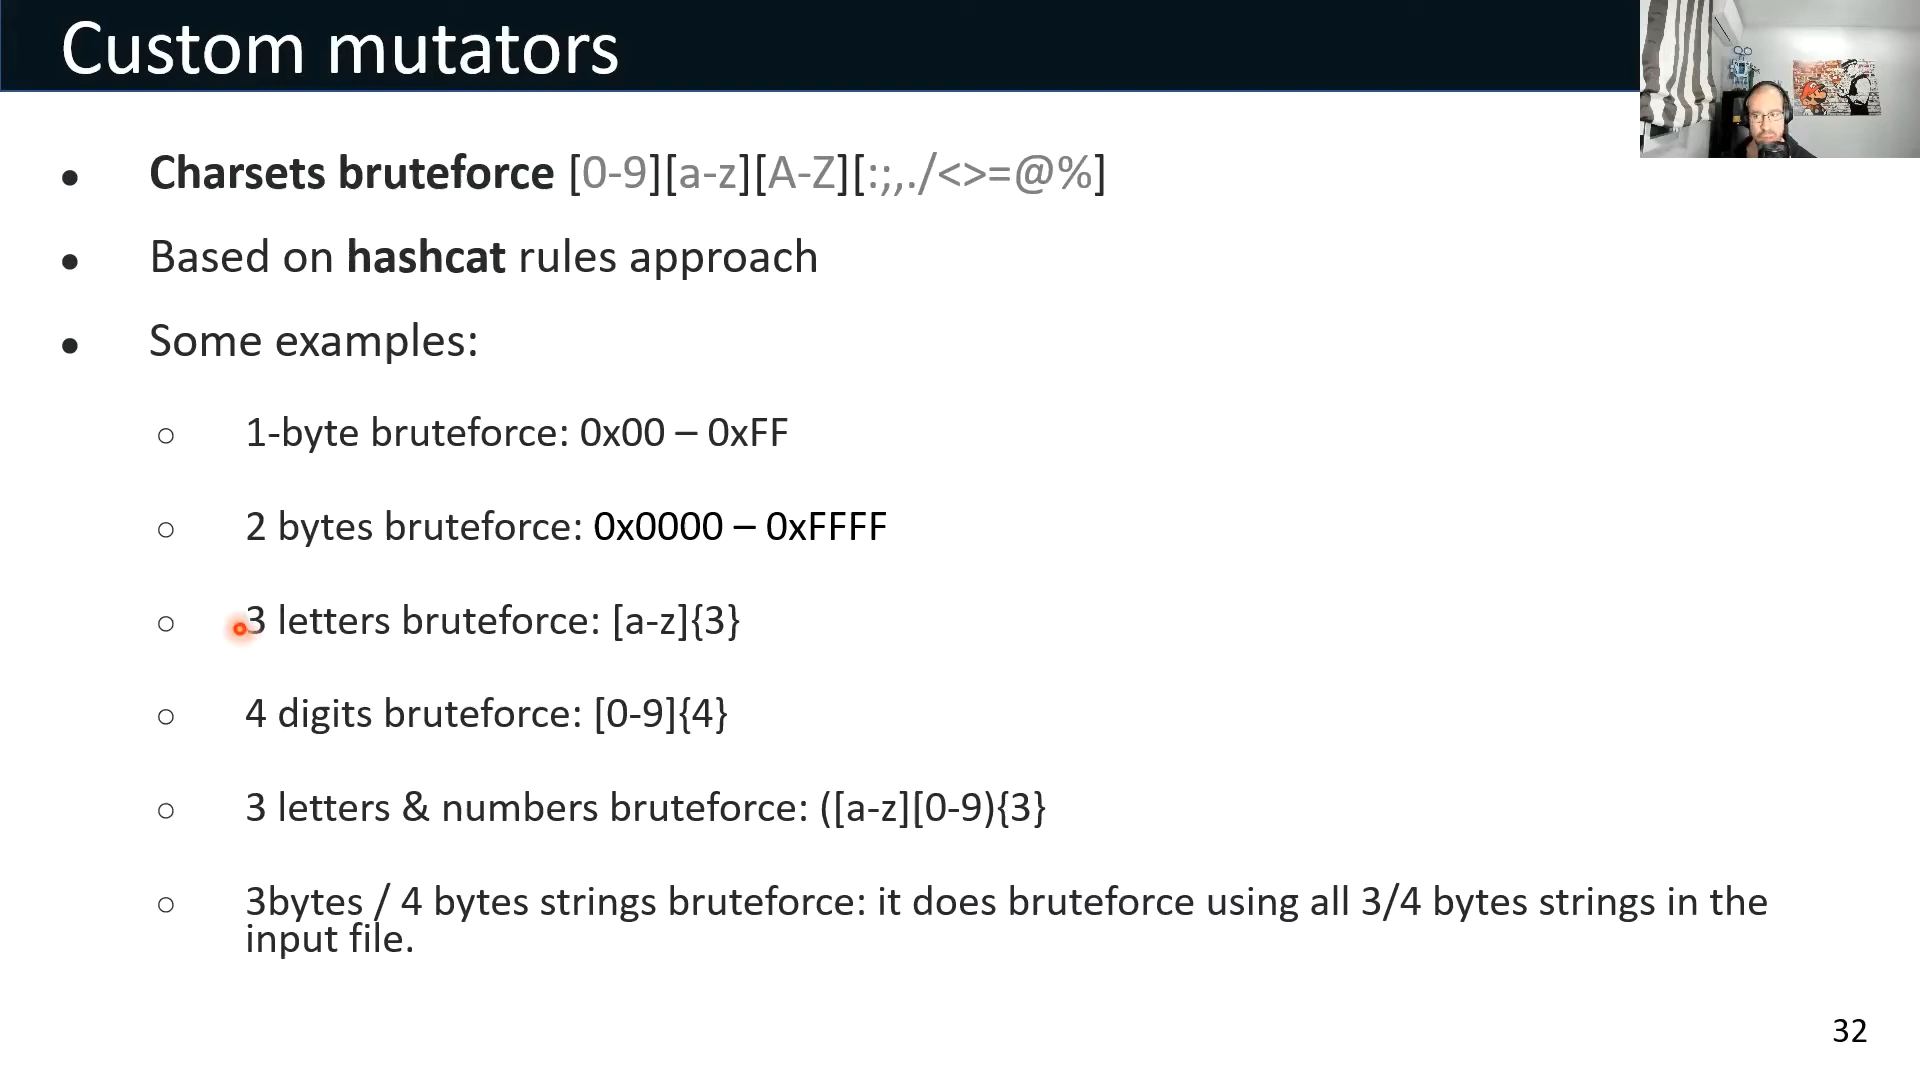 Custom mutators
● Charsets bruteforce [0-9][a-z][A-Z][:;,./<>=@%]
● Based on hashcat rules approach
● Some examples:
○ 1-byte bruteforce: 0x00 – 0xFF
○ 2 bytes bruteforce: 0x0000 – 0xFFFF
○ 3 letters bruteforce: [a-z]{3}
○ 4 digits bruteforce: [0-9]{4}
○ 3 letters & numbers bruteforce: ([a-z][0-9){3}
○ 3bytes / 4 bytes strings bruteforce: it does bruteforce using all 3/4 bytes strings in the
input file.
32